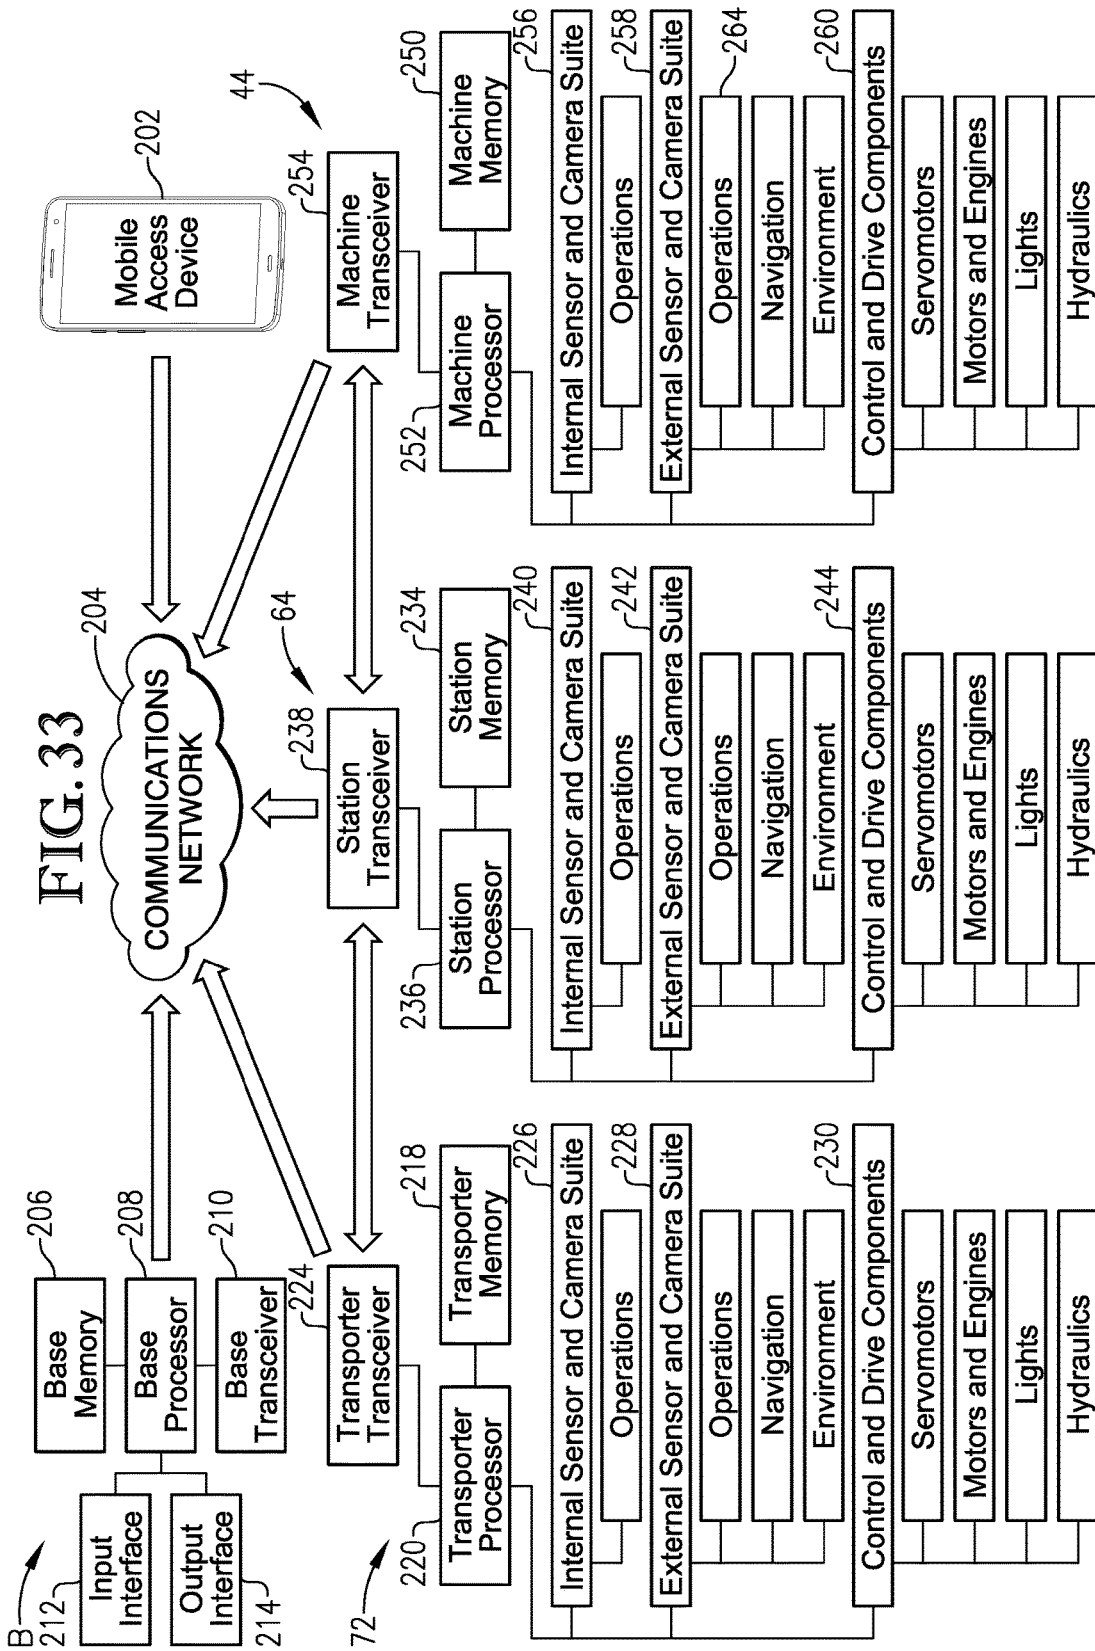 FIG. 33
B
212
Input
Interface
Output
Interface
214
Base
Memory
206
Base
Processor
208
Base
Transceiver
210
COMMUNICATIONS
NETWORK
204
Mobile
Access
Device
202
72
Transporter
Transceiver
224
220
Transporter
Processor
Transporter
Memory
218
Internal Sensor and Camera Suite
226
Operations
External Sensor and Camera Suite
228
Operations
Navigation
Environment
Control and Drive Components
230
Servomotors
Motors and Engines
Lights
Hydraulics
64
Station
Transceiver
238
236
Station
Processor
Station
Memory
234
Internal Sensor and Camera Suite
240
Operations
External Sensor and Camera Suite
242
Operations
Navigation
Environment
Control and Drive Components
244
Servomotors
Motors and Engines
Lights
Hydraulics
44
Machine
Transceiver
254
252
Machine
Processor
Machine
Memory
250
Internal Sensor and Camera Suite
256
Operations
External Sensor and Camera Suite
258
Operations
264
Navigation
Environment
Control and Drive Components
260
Servomotors
Motors and Engines
Lights
Hydraulics